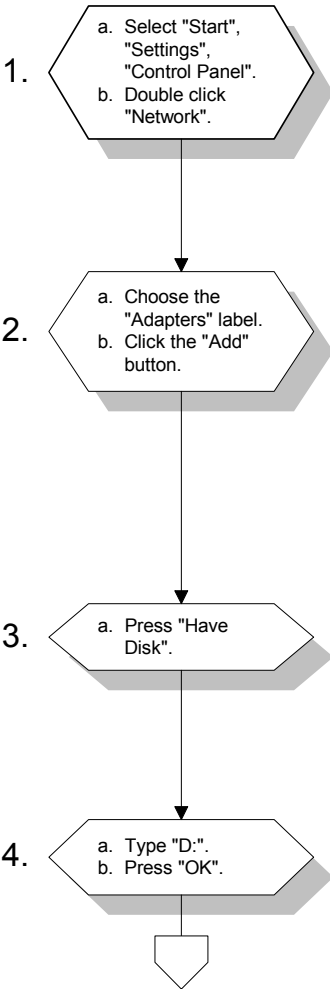 1.
a. Select "Start",
"Settings",
"Control Panel".
b. Double click
"Network".
2.
a. Choose the
"Adapters" label.
b. Click the "Add"
button.
3.
a. Press "Have
Disk".
4.
a. Type "D:".
b. Press "OK".